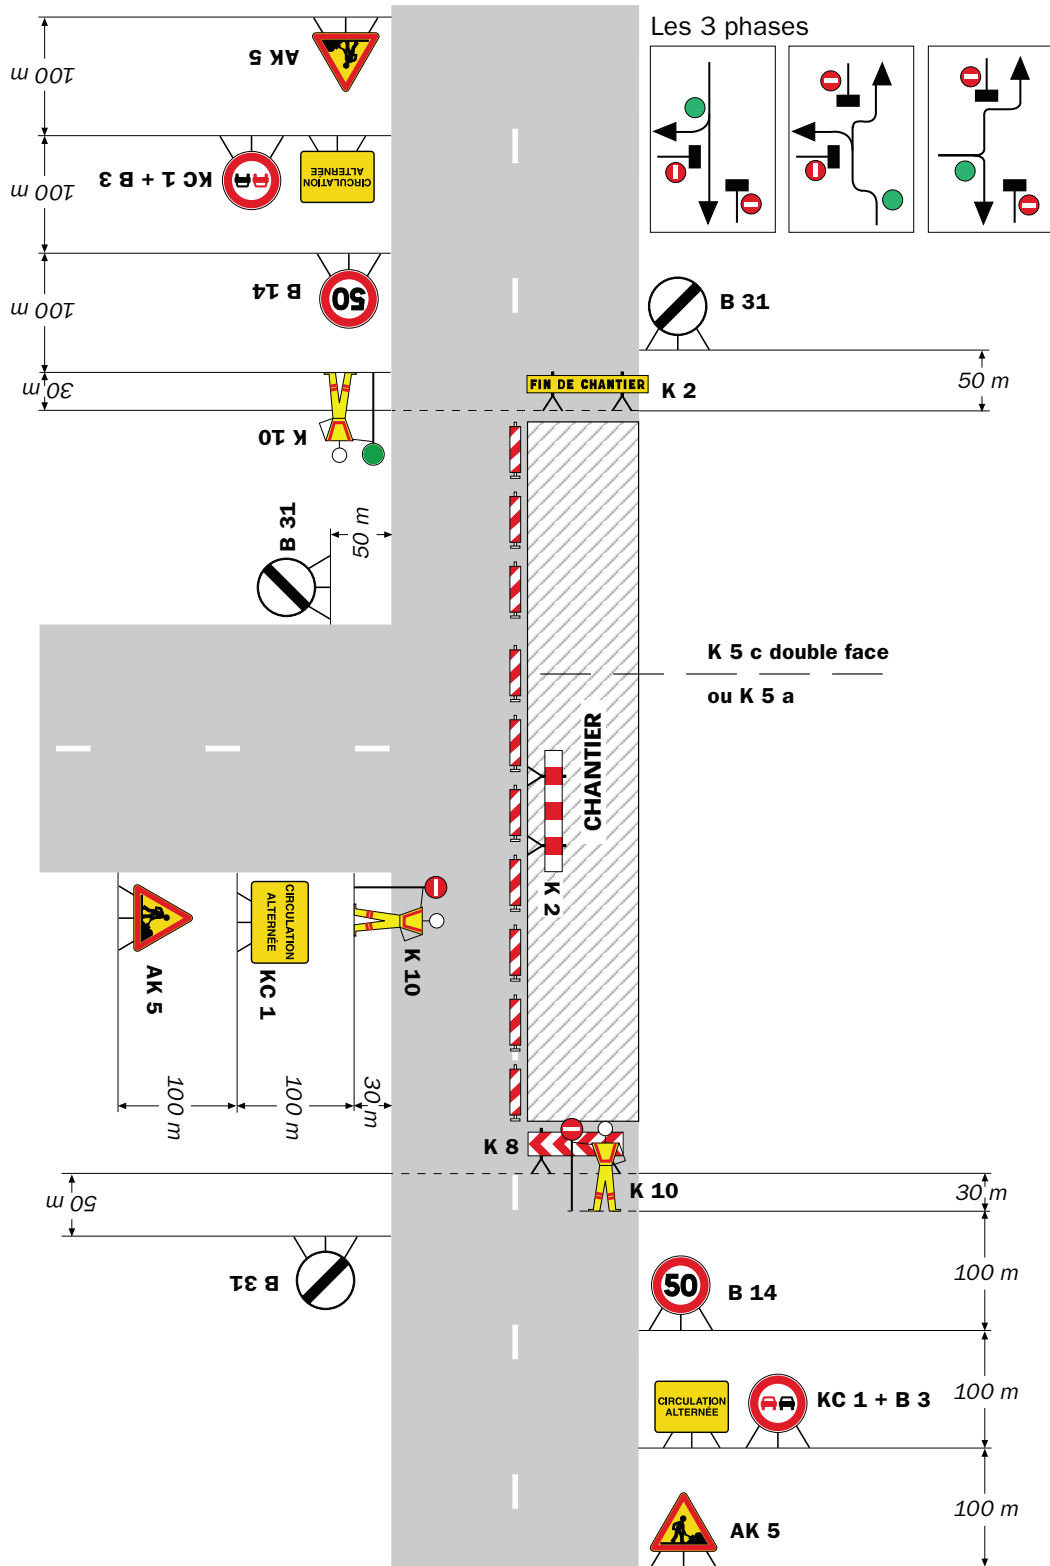 Les 3 phases
100 m
AK 5
100 m
KC 1 + B 3
CIRCULATION
ALTERNÉE
100 m
B 14
50
B 31
30 m
K 10
FIN DE CHANTIER
K 2
50 m
B 31
50 m
K 5 c double face
ou K 5 a
CHANTIER
K 2
AK 5
KC 1
CIRCULATION
ALTERNÉE
K 10
100 m
100 m
30 m
K 8
K 10
30 m
50 m
B 31
50
B 14
100 m
CIRCULATION
ALTERNÉE
KC 1 + B 3
100 m
AK 5
100 m